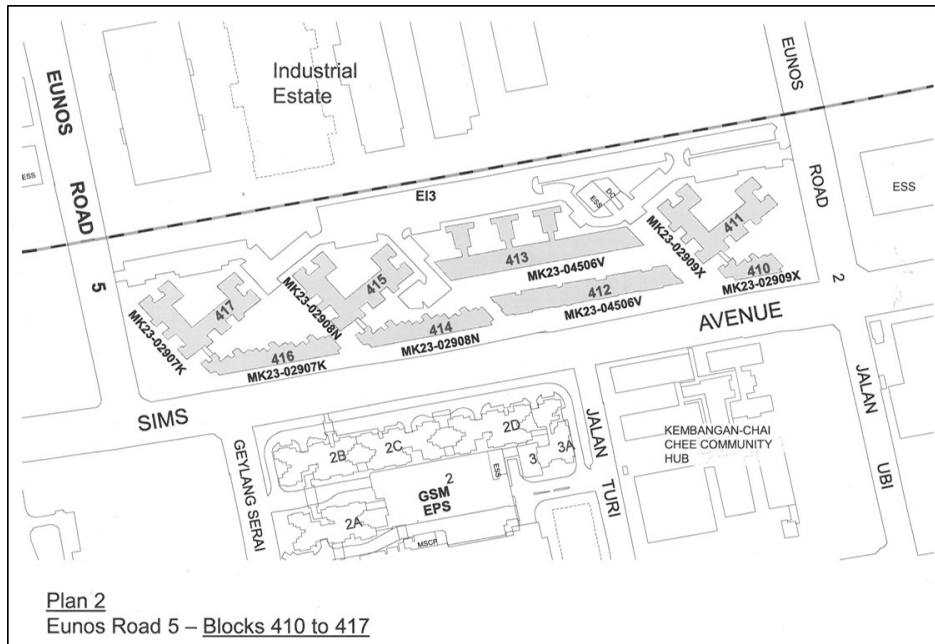 EUNOS
ROAD
5
ESS
Industrial
Estate
EUNOS
ROAD
2
ESS
EI3
ESS
DC
411
MK23-02909X
410
MK23-02909X
413
MK23-04506V
412
MK23-04506V
415
MK23-02908N
414
MK23-02908N
417
MK23-02907K
416
MK23-02907K
SIMS
AVENUE
GEYLANG SERAI
2B
2C
2D
3A
3
2A
2
GSM
EPS
ESS
MSCP
JALAN
TURI
KEMBANGAN-CHAI
CHEE COMMUNITY
HUB
JALAN
UBI
Plan 2
Eunos Road 5 – Blocks 410 to 417